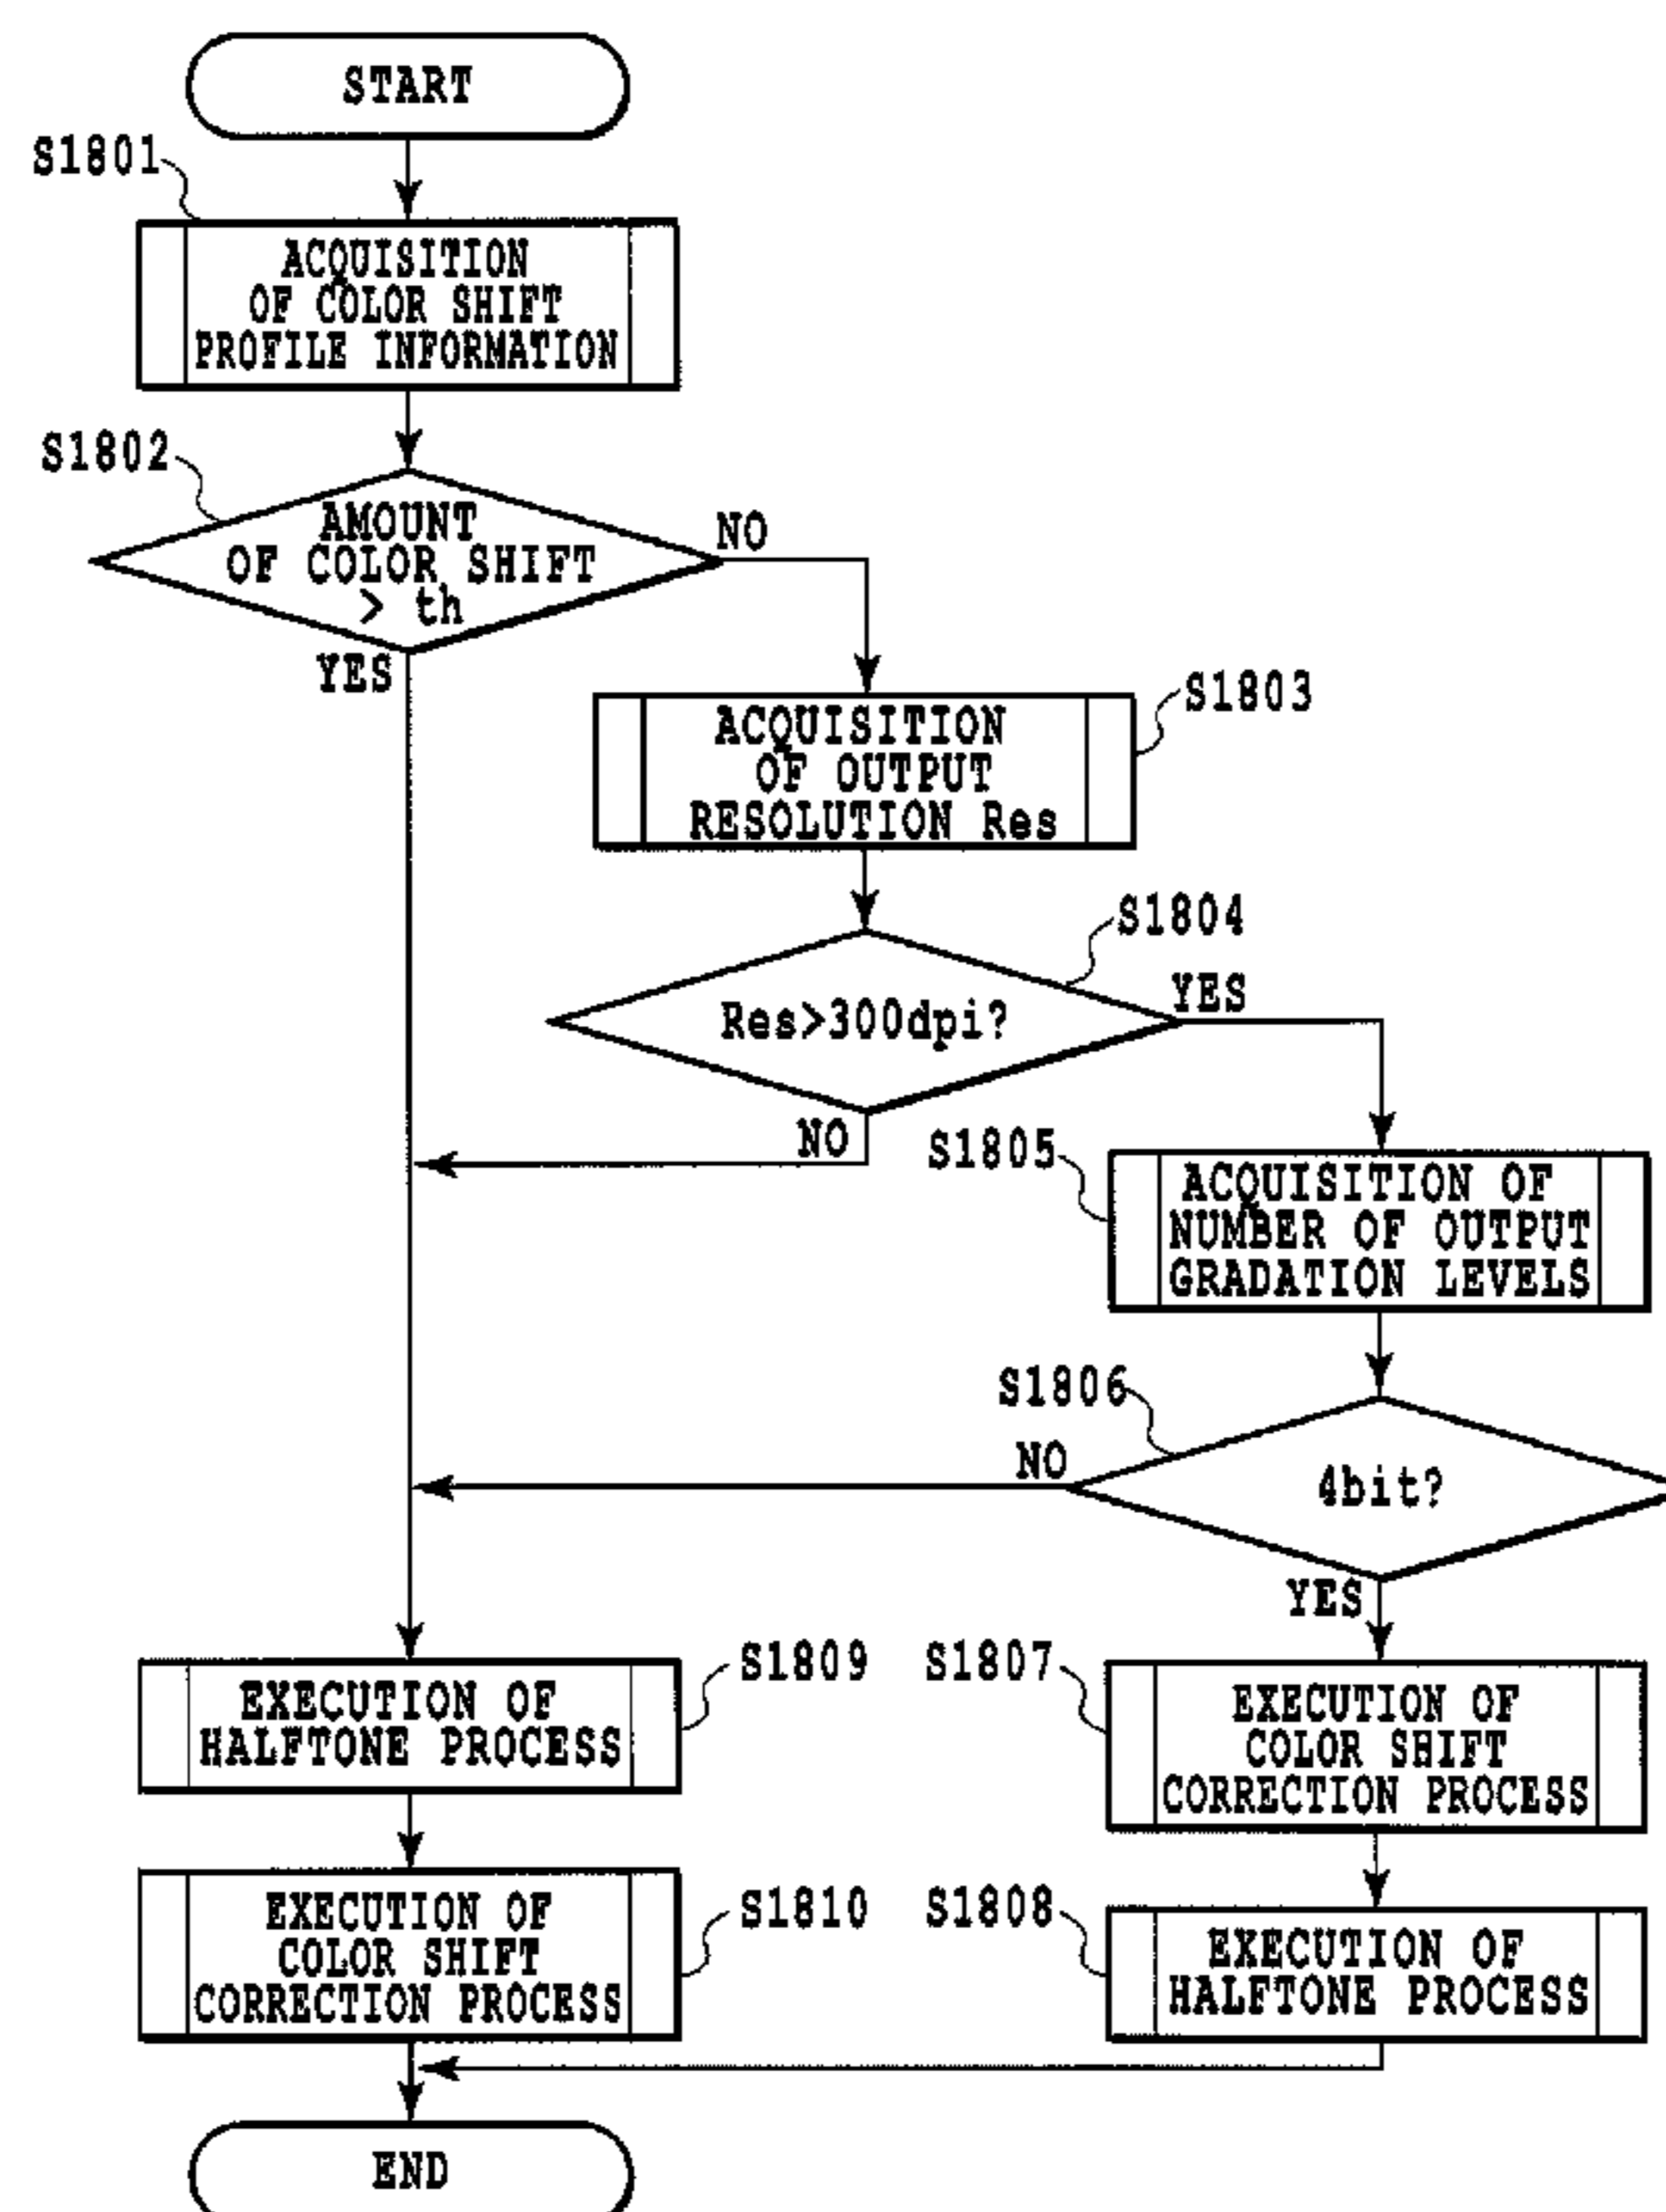 START
S1801
ACQUISITION
OF COLOR SHIFT
PROFILE INFORMATION
S1802
AMOUNT
OF COLOR SHIFT
> th
NO
YES
S1803
ACQUISITION
OF OUTPUT
RESOLUTION Res
S1804
Res>300dpi?
YES
NO
S1805
ACQUISITION OF
NUMBER OF OUTPUT
GRADATION LEVELS
S1806
NO
4bit?
YES
S1809
EXECUTION OF
HALFTONE PROCESS
S1807
EXECUTION OF
COLOR SHIFT
CORRECTION PROCESS
S1810
EXECUTION OF
COLOR SHIFT
CORRECTION PROCESS
S1808
EXECUTION OF
HALFTONE PROCESS
END